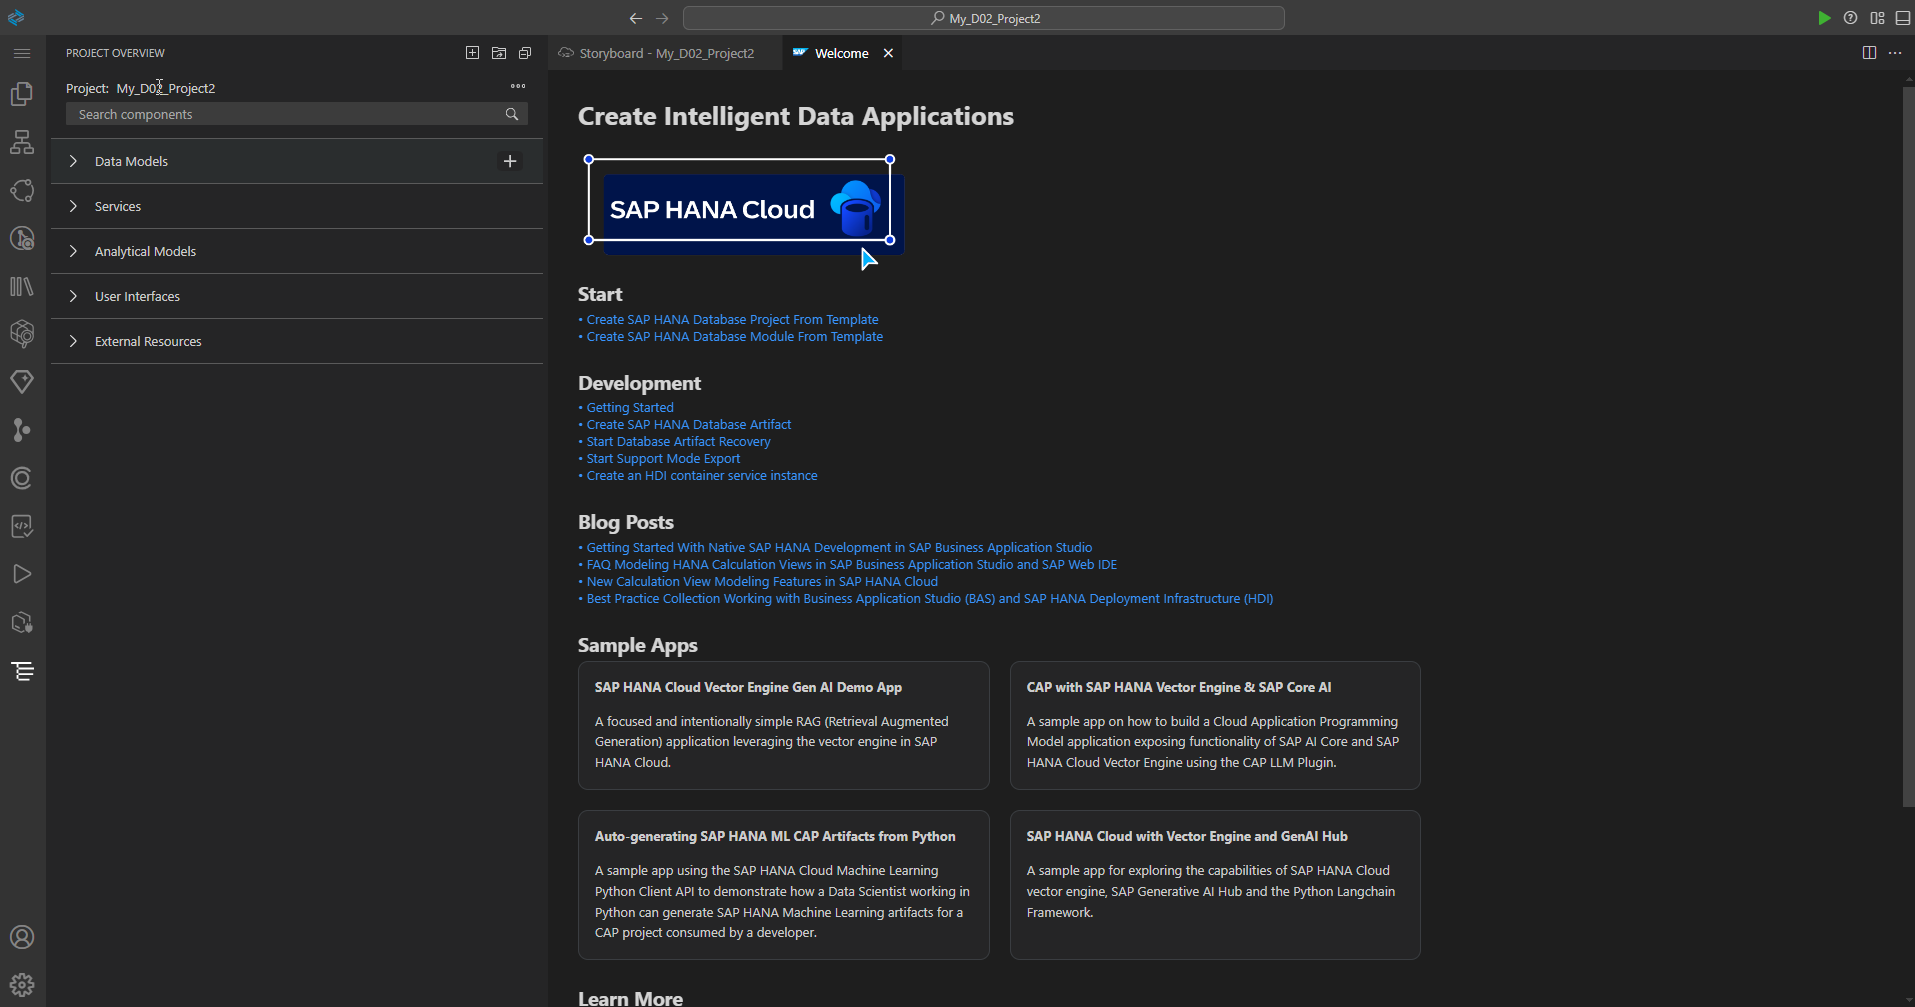 My_D02_Project2
PROJECT OVERVIEW
Project: My_D02_Project2
Search components
Data Models
Services
Analytical Models
User Interfaces
External Resources
Storyboard - My_D02_Project2
SAP Welcome
Create Intelligent Data Applications
SAP HANA Cloud
Start
• Create SAP HANA Database Project From Template
• Create SAP HANA Database Module From Template
Development
• Getting Started
• Create SAP HANA Database Artifact
• Start Database Artifact Recovery
• Start Support Mode Export
• Create an HDI container service instance
Blog Posts
• Getting Started With Native SAP HANA Development in SAP Business Application Studio
• FAQ Modeling HANA Calculation Views in SAP Business Application Studio and SAP Web IDE
• New Calculation View Modeling Features in SAP HANA Cloud
• Best Practice Collection Working with Business Application Studio (BAS) and SAP HANA Deployment Infrastructure (HDI)
Sample Apps
SAP HANA Cloud Vector Engine Gen AI Demo App
A focused and intentionally simple RAG (Retrieval Augmented
Generation) application leveraging the vector engine in SAP
HANA Cloud.
CAP with SAP HANA Vector Engine & SAP Core AI
A sample app on how to build a Cloud Application Programming
Model application exposing functionality of SAP AI Core and SAP
HANA Cloud Vector Engine using the CAP LLM Plugin.
Auto-generating SAP HANA ML CAP Artifacts from Python
A sample app using the SAP HANA Cloud Machine Learning
Python Client API to demonstrate how a Data Scientist working in
Python can generate SAP HANA Machine Learning artifacts for a
CAP project consumed by a developer.
SAP HANA Cloud with Vector Engine and GenAI Hub
A sample app for exploring the capabilities of SAP HANA Cloud
vector engine, SAP Generative AI Hub and the Python Langchain
Framework.
Learn More